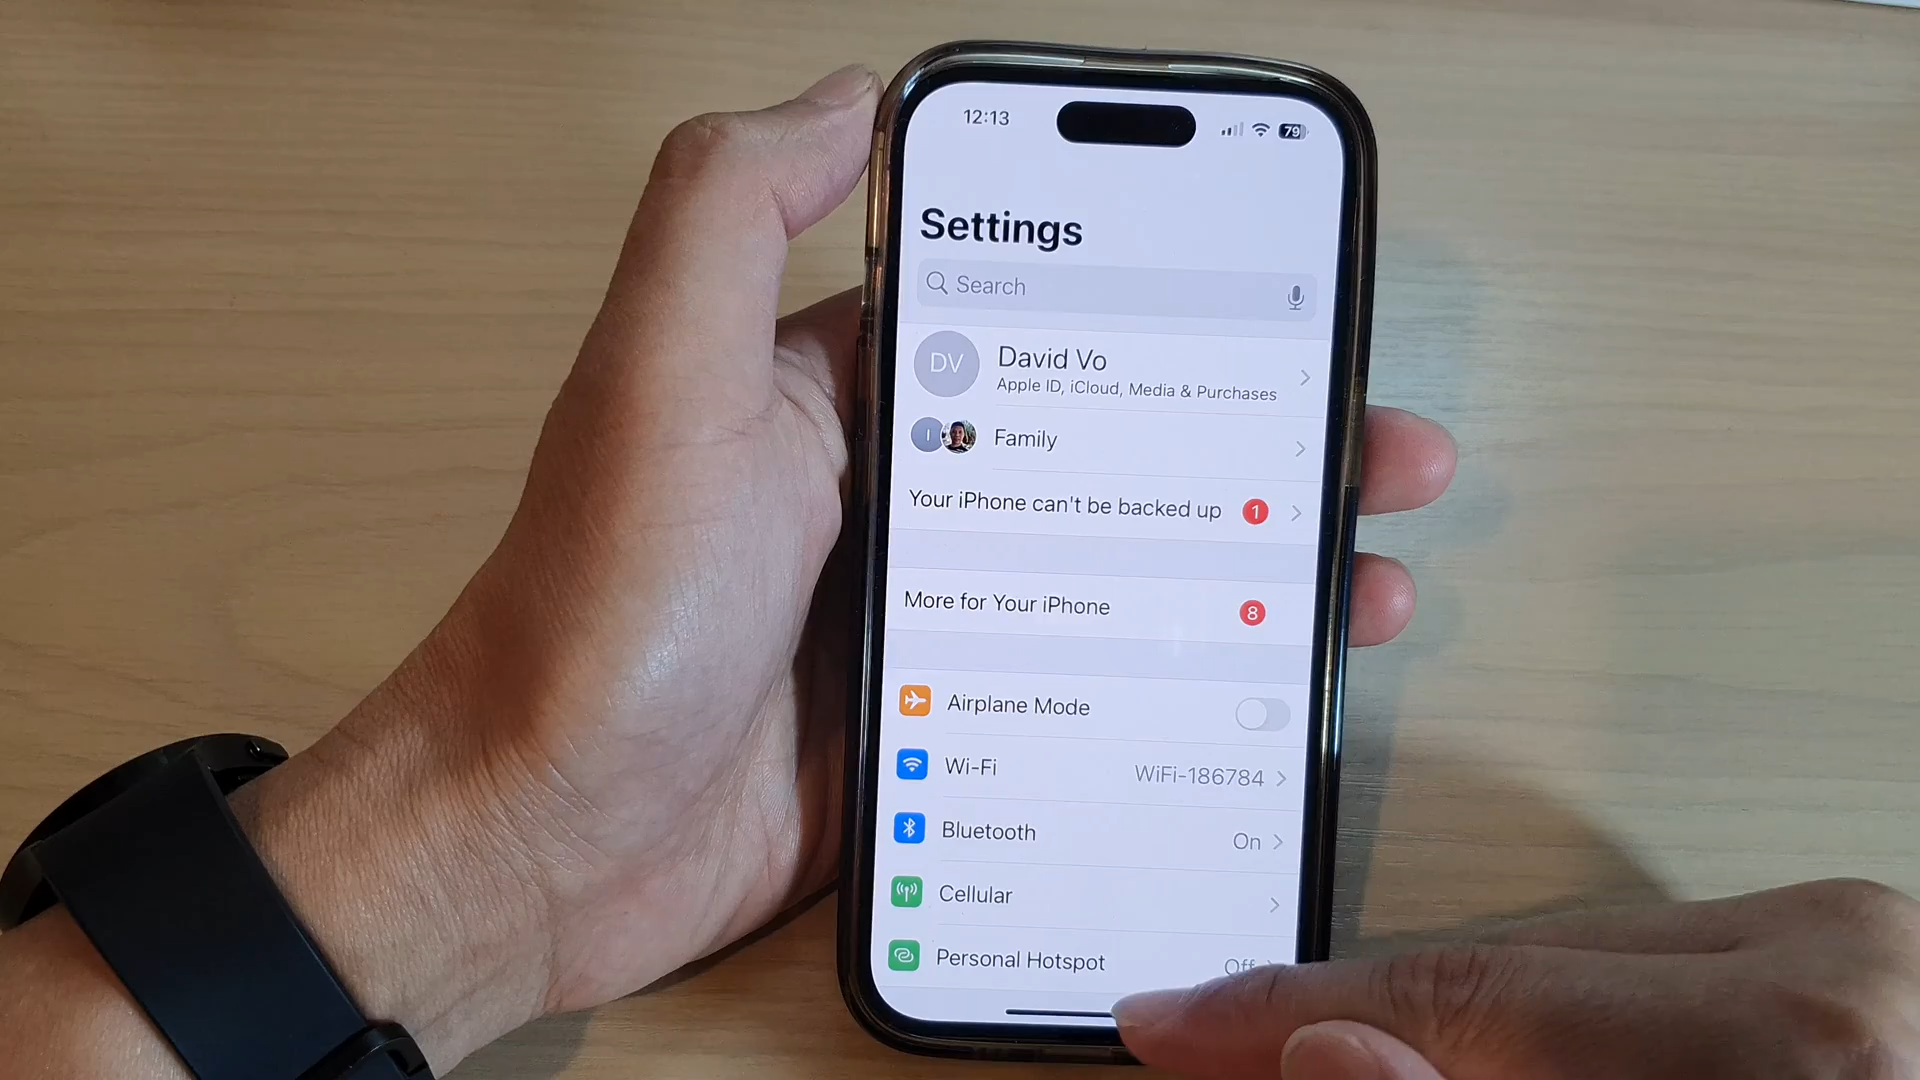 12:13
79
Settings
Search
DV
David Vo
Apple ID, iCloud, Media & Purchases
I
Family
Your iPhone can't be backed up 1
More for Your iPhone 8
Airplane Mode
Wi-Fi WiFi-186784
Bluetooth On
Cellular
Personal Hotspot Off